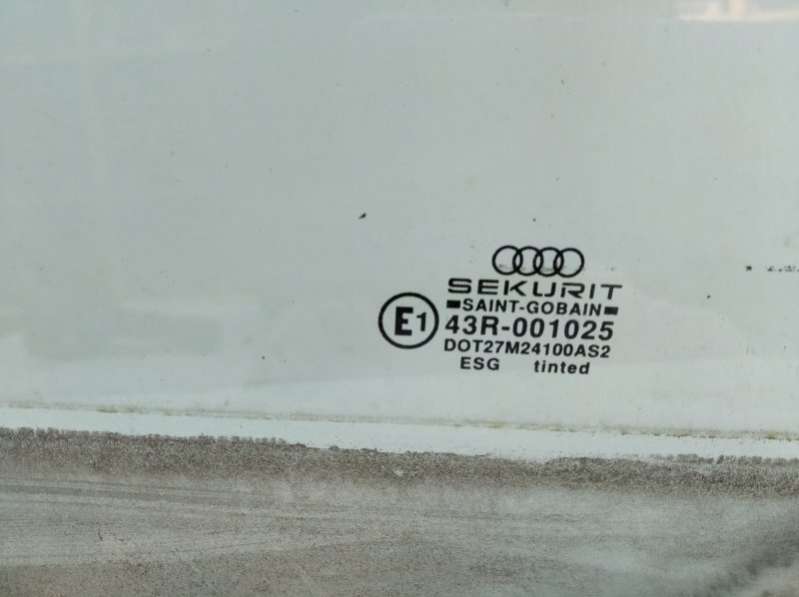 SEKURIT
SAINT-GOBAIN
E1
43R-001025
DOT27M24100AS2
ESG tinted